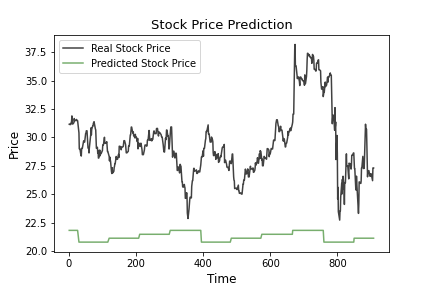 Stock Price Prediction
Real Stock Price
Predicted Stock Price
Price
37.5
35.0
32.5
30.0
27.5
25.0
22.5
20.0
0 200 400 600 800
Time